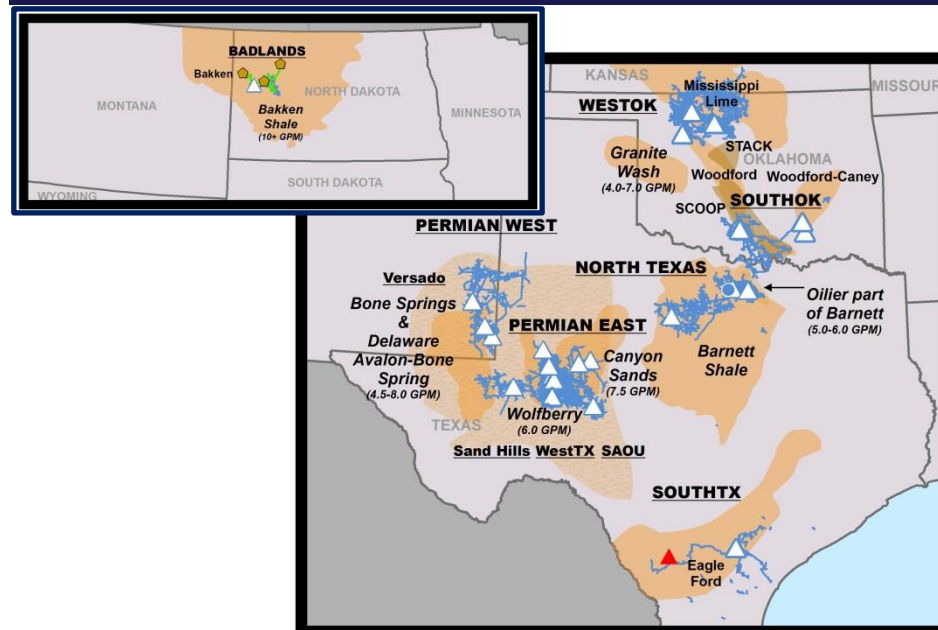 BADLANDS
Bakken
MONTANA
NORTH DAKOTA
Bakken
Shale
(10+ GPM)
MINNESOTA
SOUTH DAKOTA
WYOMING
KANSAS
MISSOUR
Mississippi
Lime
WESTOK
STACK
Granite
Wash
(4.0-7.0 GPM)
OKLAHOMA
Woodford
Woodford-Caney
SCOOP
SOUTHOK
PERMIAN WEST
NORTH TEXAS
Versado
Bone Springs
&
Delaware
Avalon-Bone
Spring
(4.5-8.0 GPM)
Oilier part
of Barnett
(5.0-6.0 GPM)
PERMIAN EAST
Canyon
Sands
(7.5 GPM)
Barnett
Shale
Wolfberry
(6.0 GPM)
TEXAS
Sand Hills WestTX SAOU
SOUTHTX
Eagle
Ford